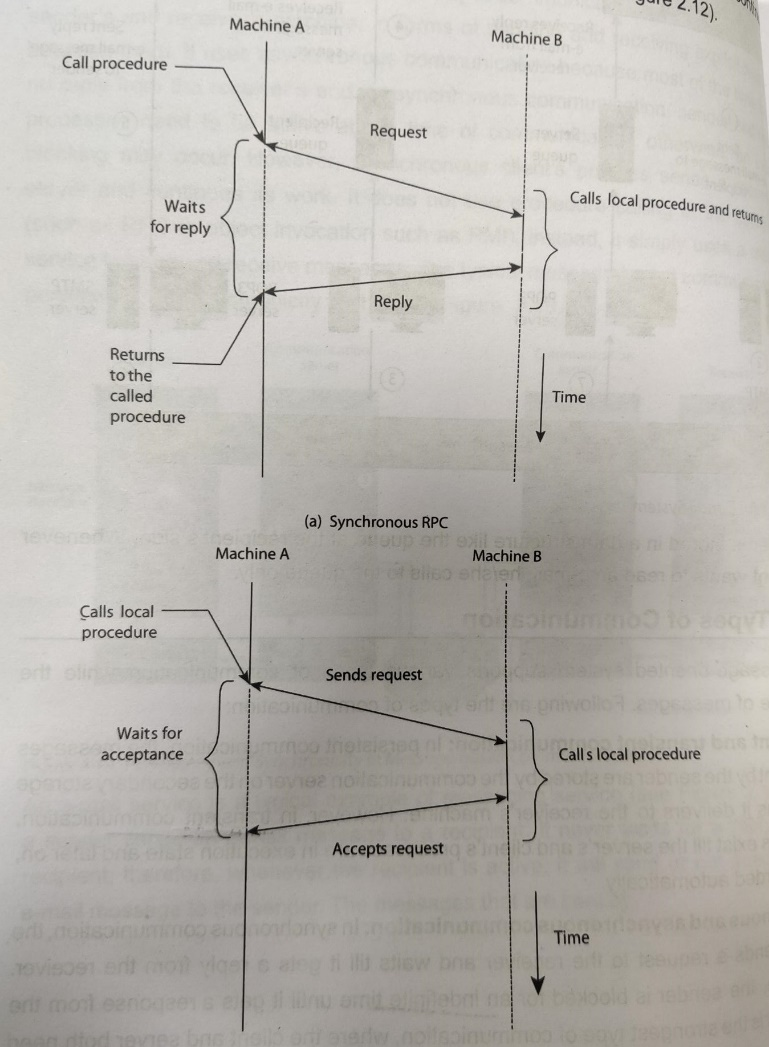 2.12).
Machine A
Machine B
Call procedure
Request
Calls local procedure and returns
Waits
for reply
Reply
Returns
to the
called
procedure
Time
(a) Synchronous RPC
Machine A
Machine B
Calls local
procedure
Sends request
Waits for
acceptance
Calls local procedure
Accepts request
Time